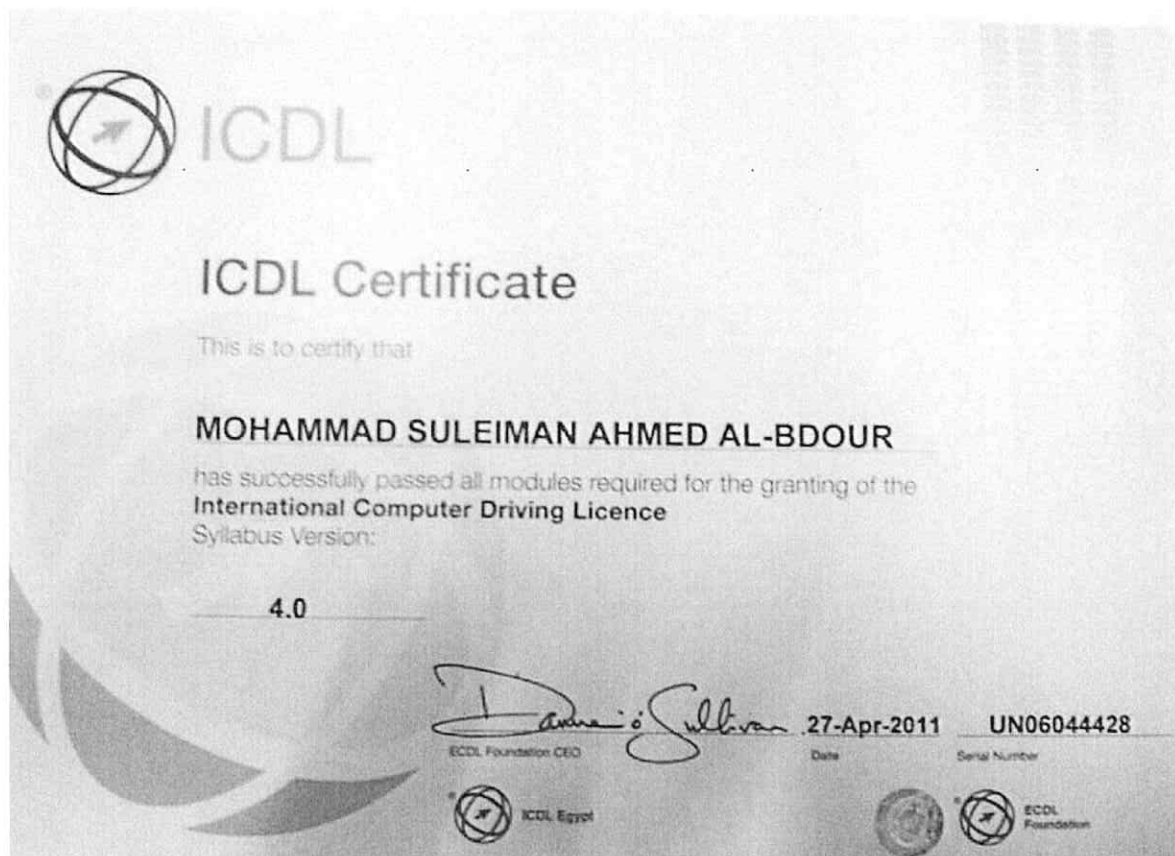 ICDL
ICDL Certificate
This is to certify that
MOHAMMAD SULEIMAN AHMED AL-BDOUR
has successfully passed all modules required for the granting of the
International Computer Driving Licence
Syllabus Version:
4.0
27-Apr-2011 UN06044428
ECDL Foundation CEO Date Serial Number
ICDL Egypt ECDL
Foundation